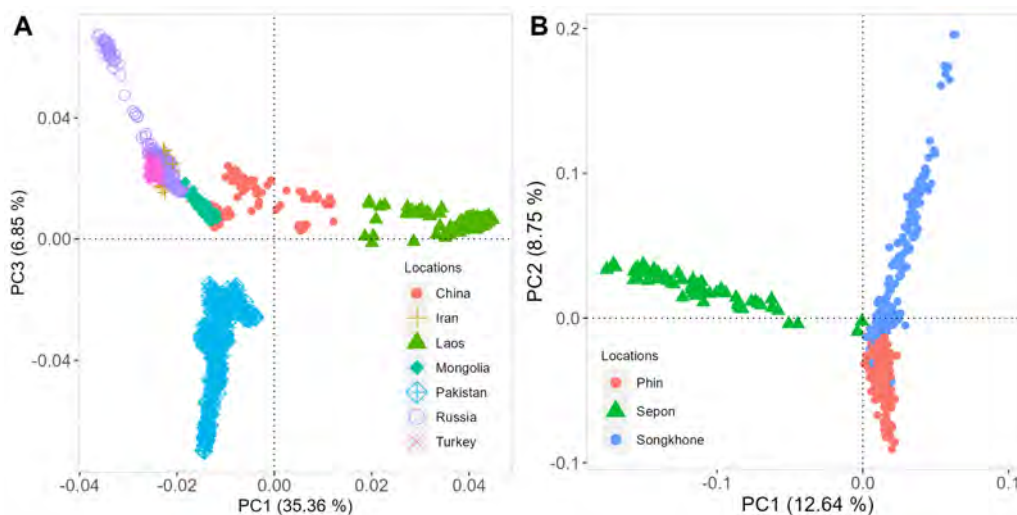 A
0.04
0.00
-0.04
PC3 (6.85 %)
-0.04
-0.02
0.00
0.02
0.04
PC1 (35.36 %)
Locations
China
Iran
Laos
Mongolia
Pakistan
Russia
Turkey
B
0.2
0.1
0.0
-0.1
PC2 (8.75 %)
-0.1
0.0
0.1
PC1 (12.64 %)
Locations
Phin
Sepon
Songkhone